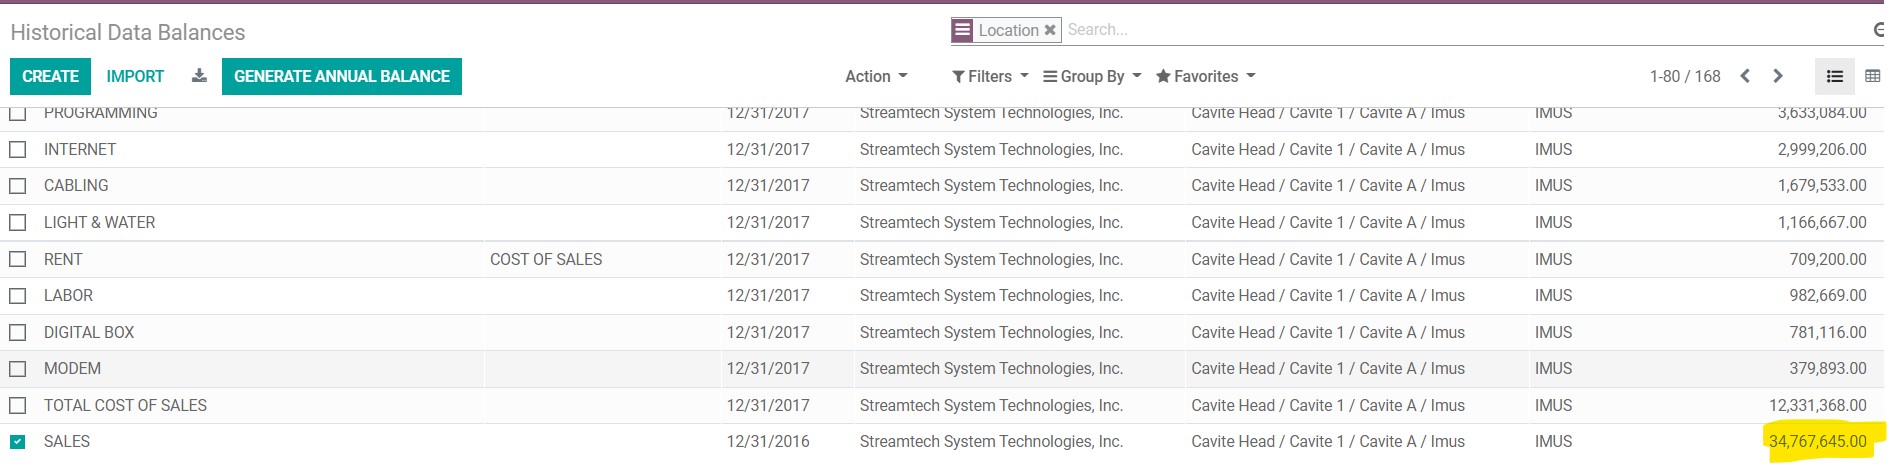 Historical Data Balances
Location Search...
CREATE IMPORT GENERATE ANNUAL BALANCE Action Filters Group By Favorites 1-80 / 168
PROGRAMMING 12/31/2017 Streamtech System Technologies, Inc. Cavite Head / Cavite 1 / Cavite A / Imus IMUS 3,633,084.00
INTERNET 12/31/2017 Streamtech System Technologies, Inc. Cavite Head / Cavite 1 / Cavite A / Imus IMUS 2,999,206.00
CABLING 12/31/2017 Streamtech System Technologies, Inc. Cavite Head / Cavite 1 / Cavite A / Imus IMUS 1,679,533.00
LIGHT & WATER 12/31/2017 Streamtech System Technologies, Inc. Cavite Head / Cavite 1 / Cavite A / Imus IMUS 1,166,667.00
RENT COST OF SALES 12/31/2017 Streamtech System Technologies, Inc. Cavite Head / Cavite 1 / Cavite A / Imus IMUS 709,200.00
LABOR 12/31/2017 Streamtech System Technologies, Inc. Cavite Head / Cavite 1 / Cavite A / Imus IMUS 982,669.00
DIGITAL BOX 12/31/2017 Streamtech System Technologies, Inc. Cavite Head / Cavite 1 / Cavite A / Imus IMUS 781,116.00
MODEM 12/31/2017 Streamtech System Technologies, Inc. Cavite Head / Cavite 1 / Cavite A / Imus IMUS 379,893.00
TOTAL COST OF SALES 12/31/2017 Streamtech System Technologies, Inc. Cavite Head / Cavite 1 / Cavite A / Imus IMUS 12,331,368.00
SALES 12/31/2016 Streamtech System Technologies, Inc. Cavite Head / Cavite 1 / Cavite A / Imus IMUS 34,767,645.00